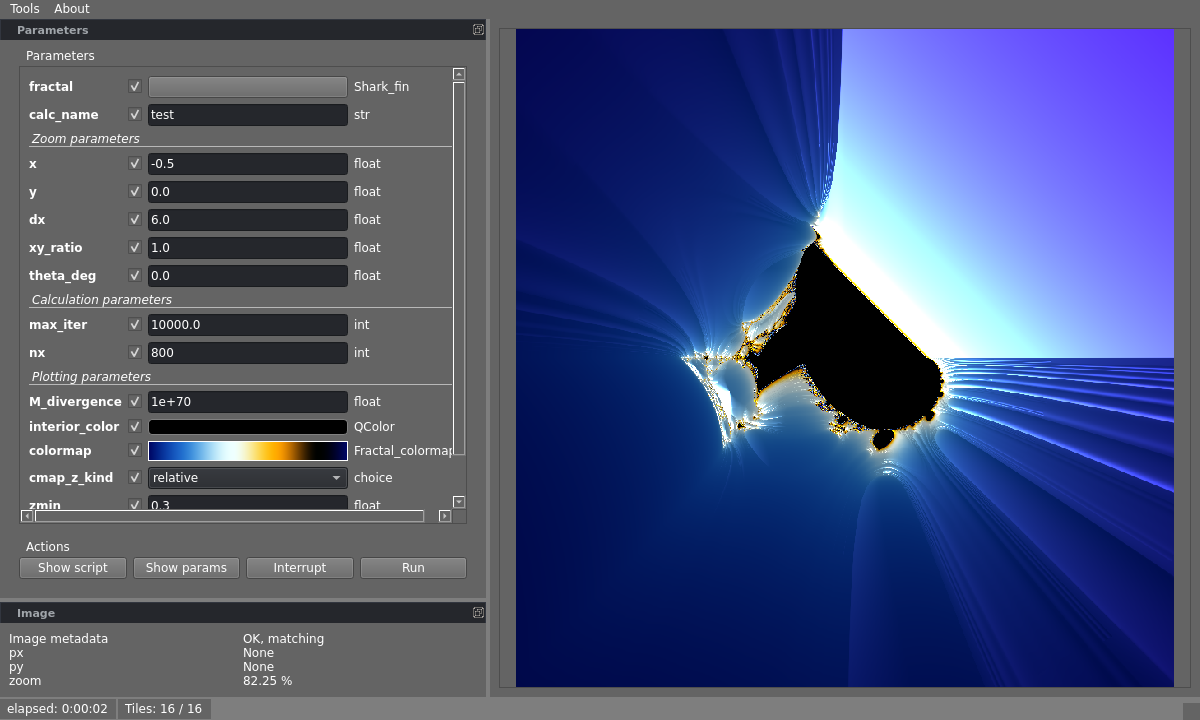 Tools About
Parameters
Parameters
fractal Shark_fin
calc_name test str
Zoom parameters
x -0.5 float
y 0.0 float
dx 6.0 float
xy_ratio 1.0 float
theta_deg 0.0 float
Calculation parameters
max_iter 10000.0 int
nx 800 int
Plotting parameters
M_divergence 1e+70 float
interior_color QColor
colormap Fractal_colormap
cmap_z_kind relative choice
zmin 0.3 float
Actions
Show script Show params Interrupt Run
Image
Image metadata OK, matching
px None
py None
zoom 82.25 %
elapsed: 0:00:02 Tiles: 16 / 16